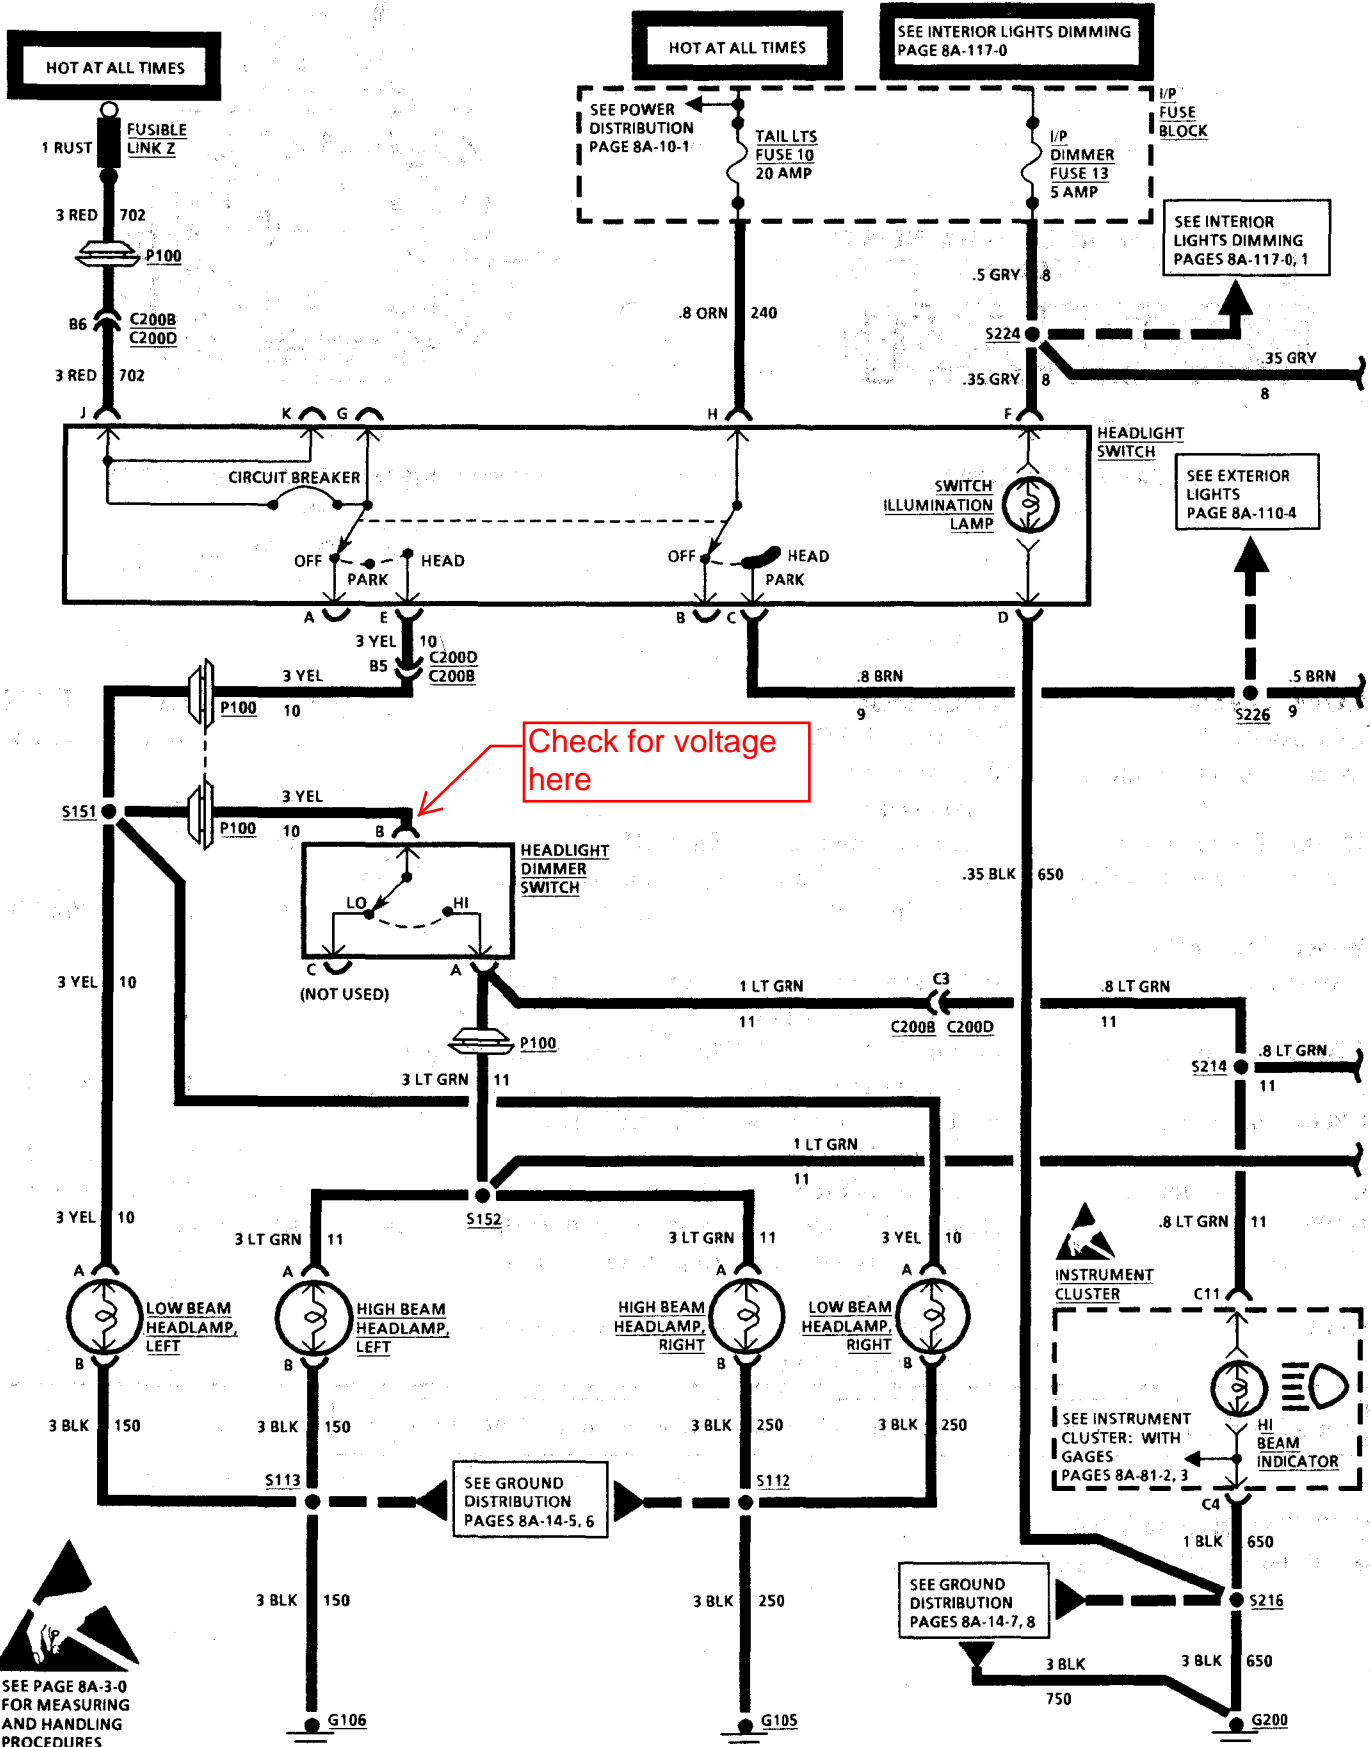 HOT AT ALL TIMES
HOT AT ALL TIMES
SEE INTERIOR LIGHTS DIMMING
PAGE 8A-117-0
FUSIBLE
LINK Z
1 RUST
SEE POWER
DISTRIBUTION
PAGE 8A-10-1
TAIL LTS
FUSE 10
20 AMP
I/P
DIMMER
FUSE 13
5 AMP
I/P
FUSE
BLOCK
3 RED 702
P100
SEE INTERIOR
LIGHTS DIMMING
PAGES 8A-117-0, 1
.5 GRY 8
B6 C200B
C200D
.8 ORN 240
S224
3 RED 702
.35 GRY 8
.35 GRY
8
J K G H F
HEADLIGHT
SWITCH
CIRCUIT BREAKER
SWITCH
ILLUMINATION
LAMP
SEE EXTERIOR
LIGHTS
PAGE 8A-110-4
OFF PARK HEAD
OFF HEAD
PARK
A E B C D
3 YEL 10
B5 C200D
C200B
3 YEL
10
P100
.8 BRN
9
.5 BRN
9
S226
Check for voltage
here
S151
3 YEL
10
P100
B
HEADLIGHT
DIMMER
SWITCH
LO HI
.35 BLK 650
C A
(NOT USED)
3 YEL 10
1 LT GRN
11
C3
C200B C200D
.8 LT GRN
11
P100
3 LT GRN 11
S214
.8 LT GRN
11
1 LT GRN
11
S152
3 YEL 10
3 LT GRN 11
3 LT GRN 11
3 YEL 10
.8 LT GRN 11
A A A A
INSTRUMENT
CLUSTER
C11
LOW BEAM
HEADLAMP,
LEFT
HIGH BEAM
HEADLAMP,
LEFT
HIGH BEAM
HEADLAMP,
RIGHT
LOW BEAM
HEADLAMP,
RIGHT
B B B B
3 BLK 150
3 BLK 150
3 BLK 250
3 BLK 250
SEE INSTRUMENT
CLUSTER: WITH
GAGES
PAGES 8A-81-2, 3
HI
BEAM
INDICATOR
S113
SEE GROUND
DISTRIBUTION
PAGES 8A-14-5, 6
S112
C4
1 BLK 650
3 BLK 150
3 BLK 250
SEE GROUND
DISTRIBUTION
PAGES 8A-14-7, 8
S216
3 BLK
750
3 BLK 650
SEE PAGE 8A-3-0
FOR MEASURING
AND HANDLING
PROCEDURES
G106
G105
G200